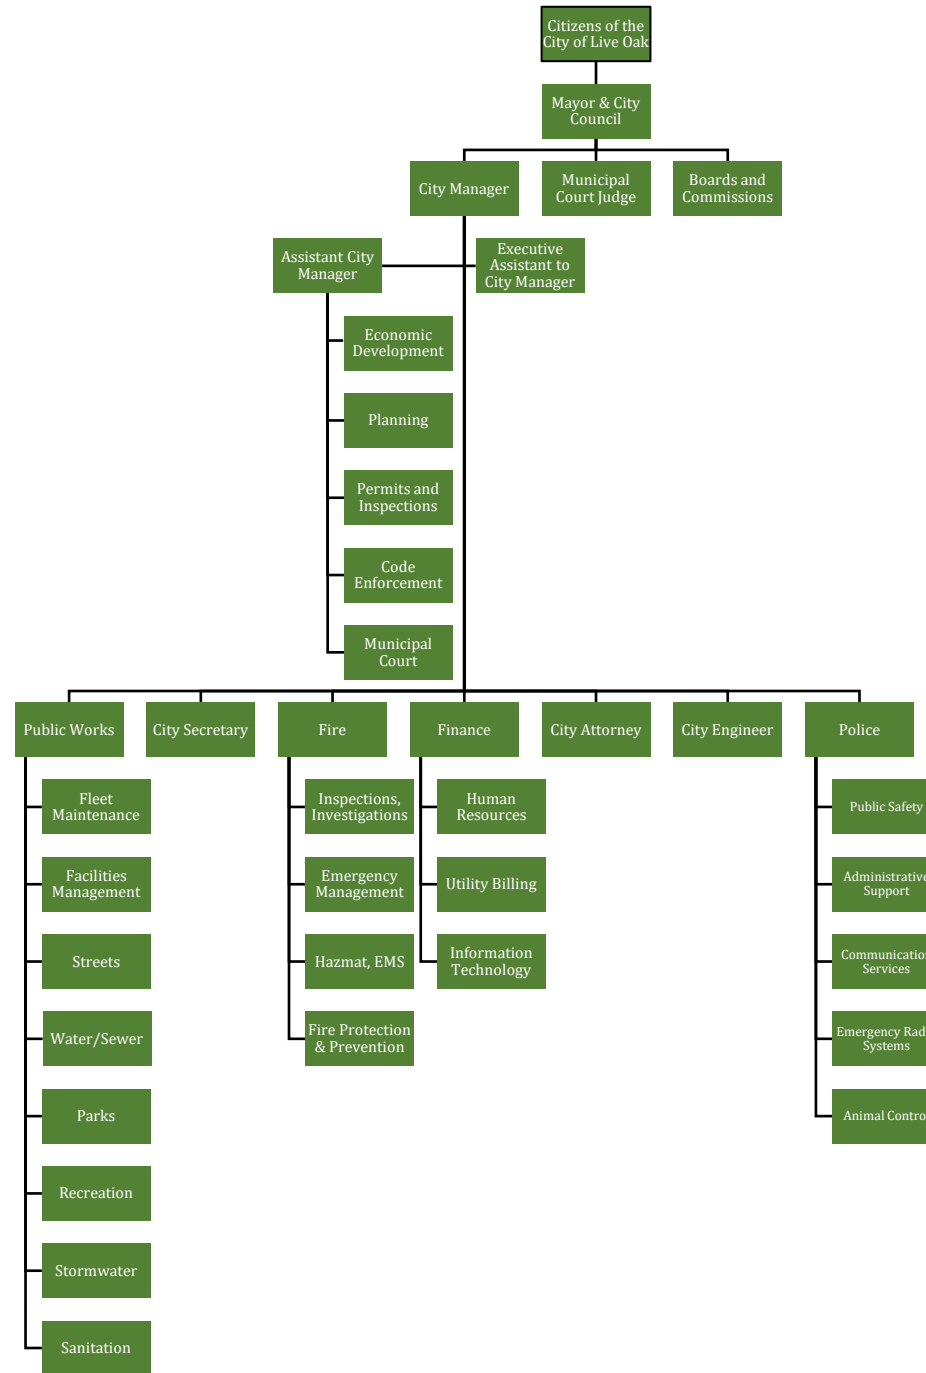 Citizens of the
City of Live Oak
Mayor & City
Council
City Manager
Municipal
Court Judge
Boards and
Commissions
Assistant City
Manager
Executive
Assistant to
City Manager
Economic
Development
Planning
Permits and
Inspections
Code
Enforcement
Municipal
Court
Public Works
City Secretary
Fire
Finance
City Attorney
City Engineer
Police
Fleet
Maintenance
Facilities
Management
Streets
Water/Sewer
Parks
Recreation
Stormwater
Sanitation
Inspections,
Investigations
Emergency
Management
Hazmat, EMS
Fire Protection
& Prevention
Human
Resources
Utility Billing
Information
Technology
Public Safety
Administrative
Support
Services
Emergency
Systems
Animal